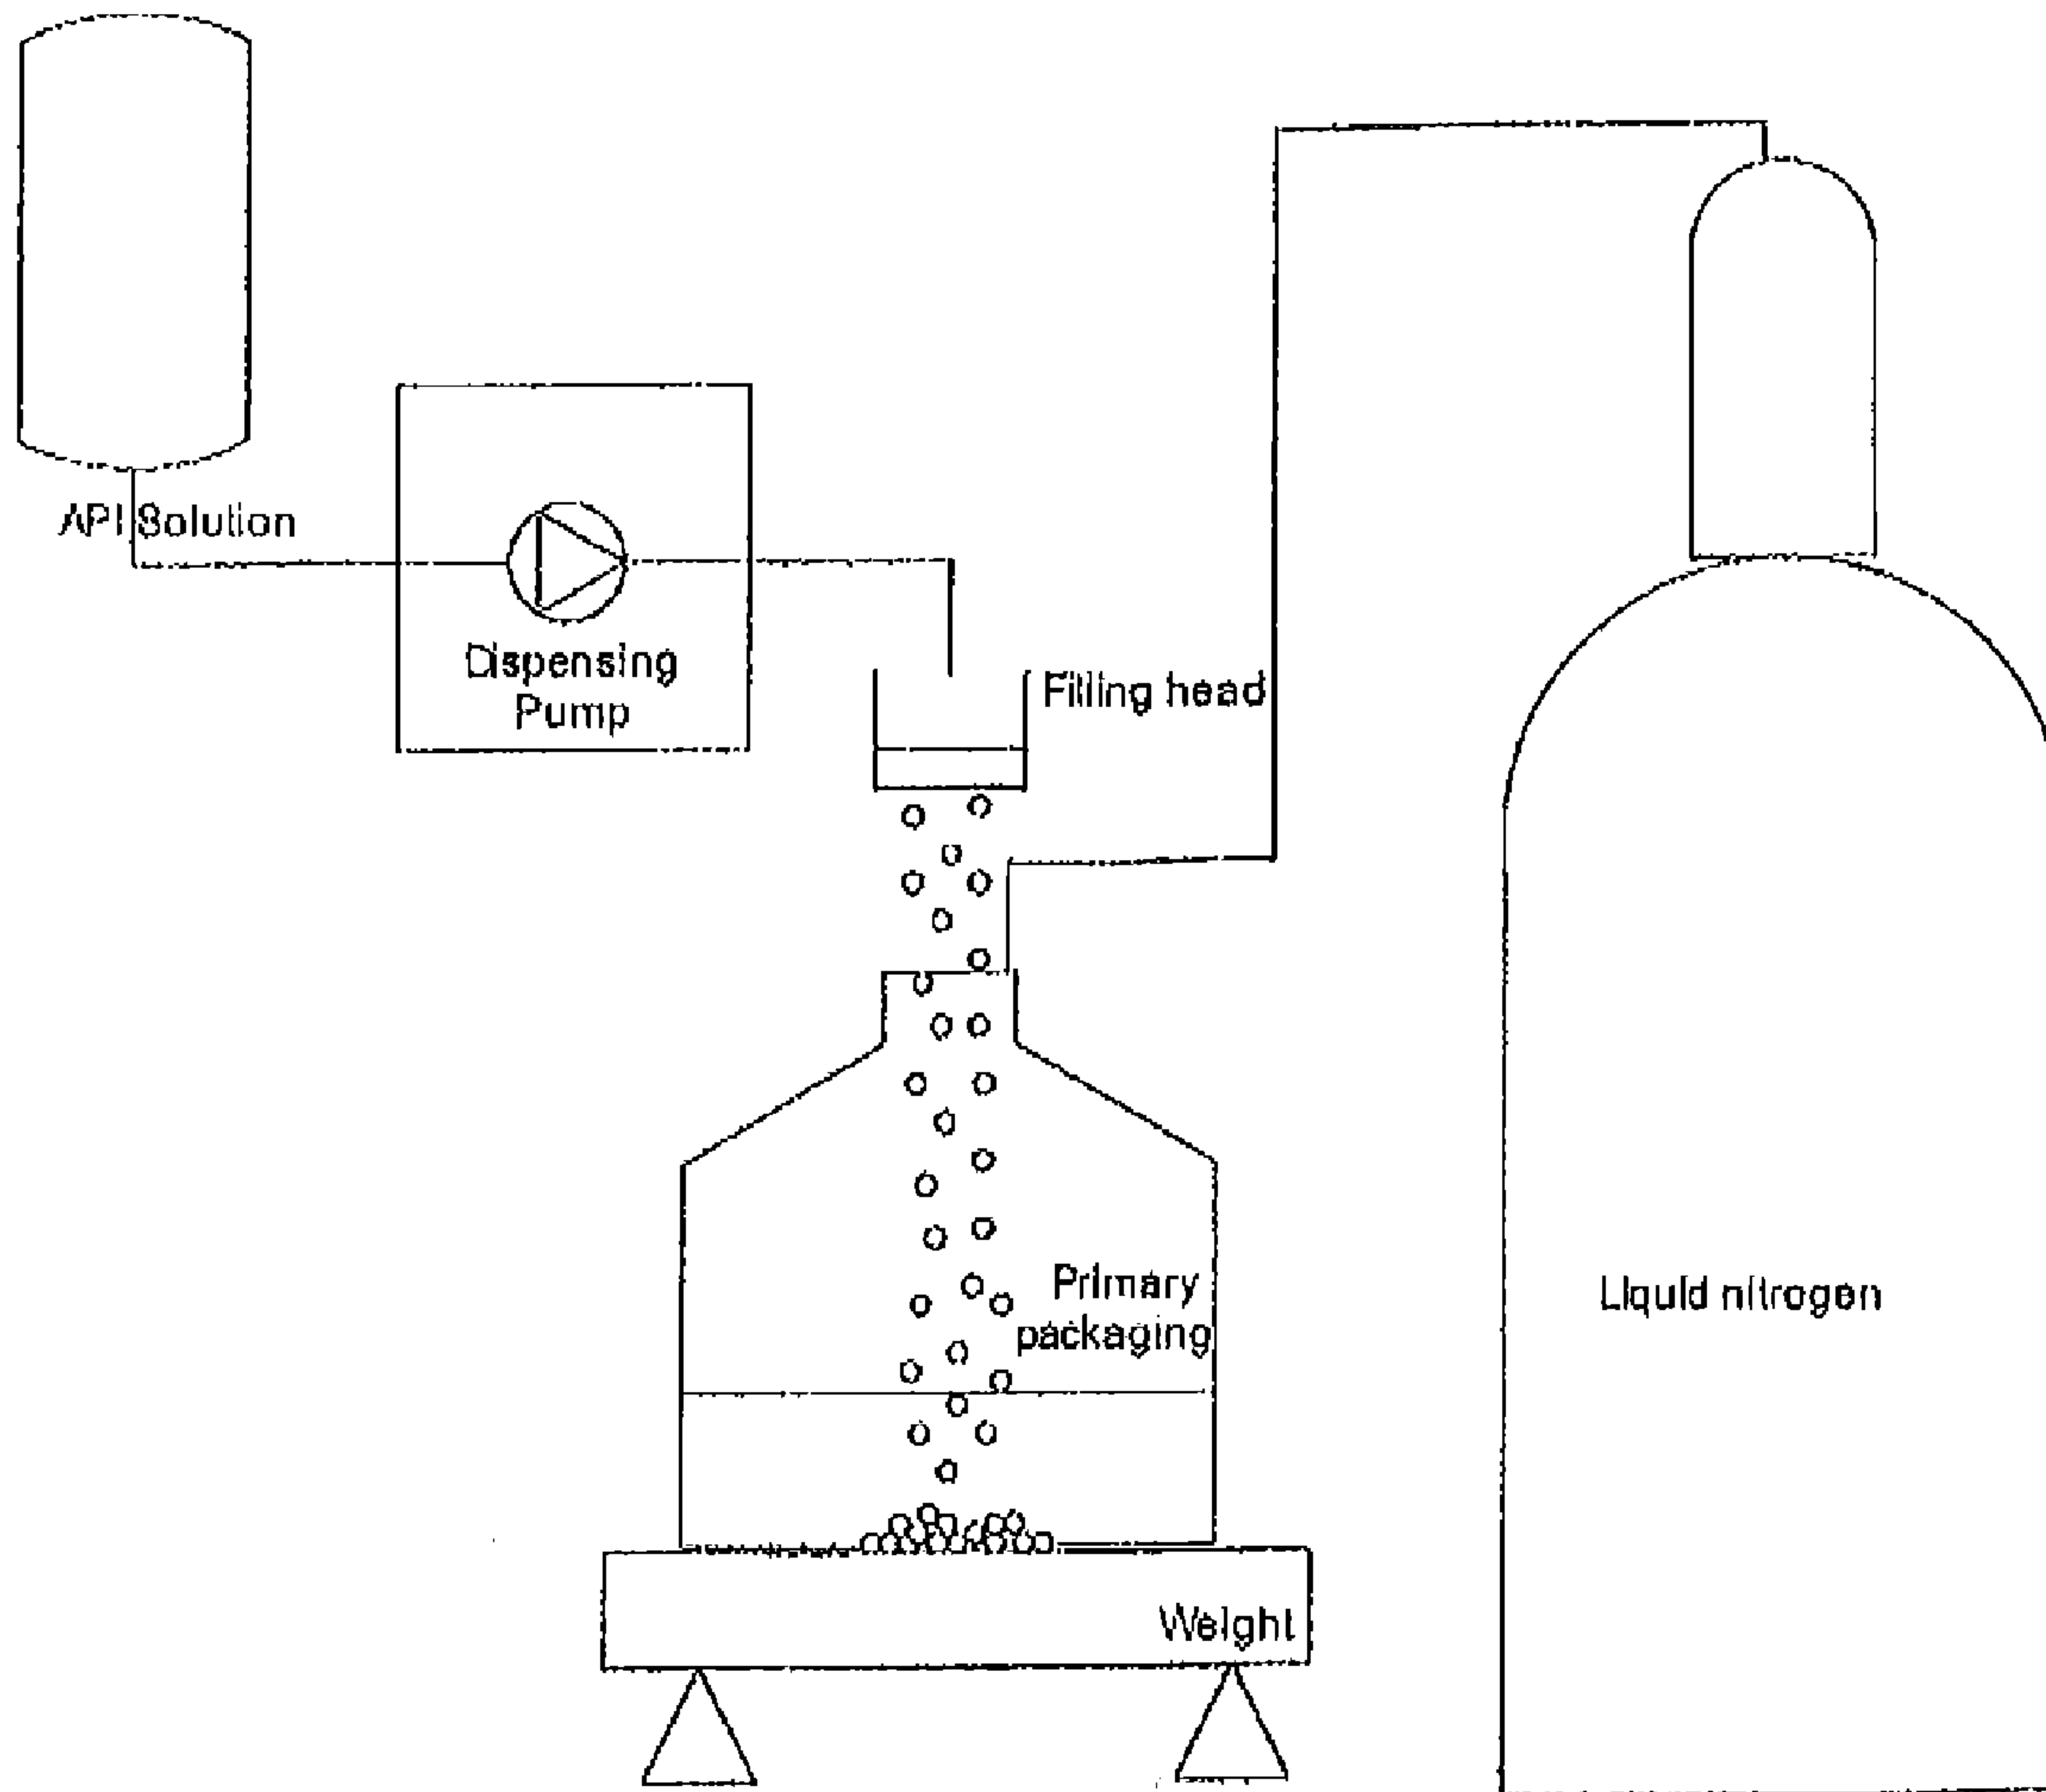 API Solution
Dispensing
Pump
Filling head
Primary
packaging
Liquid nitrogen
Weight